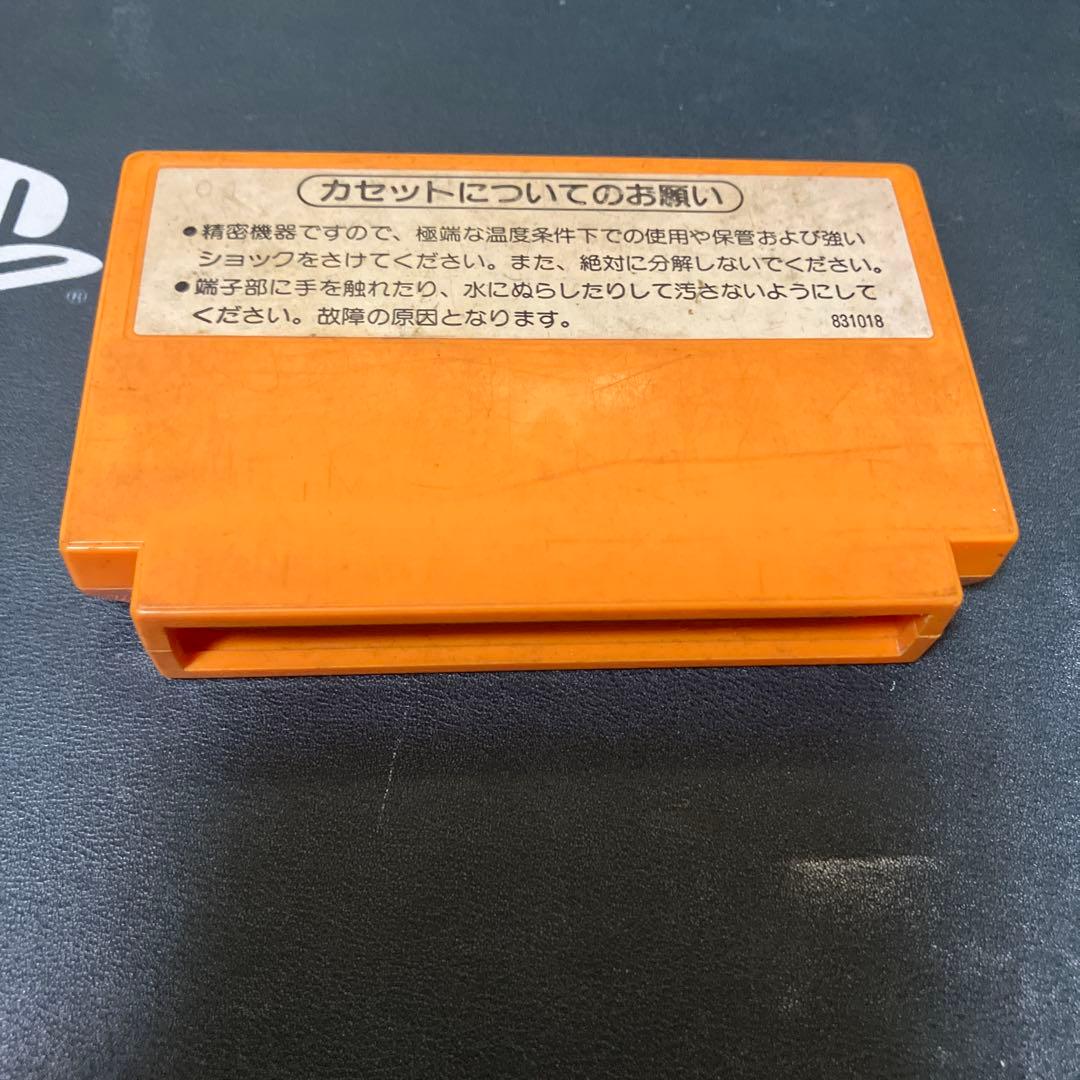 カセットについてのお願い
●精密機器ですので、極端な温度条件下での使用や保管および強い
ショックをさけてください。また、絶対に分解しないでください。
●端子部に手を触れたり、水にぬらしたりして汚さないようにして
ください。故障の原因となります。
831018
®